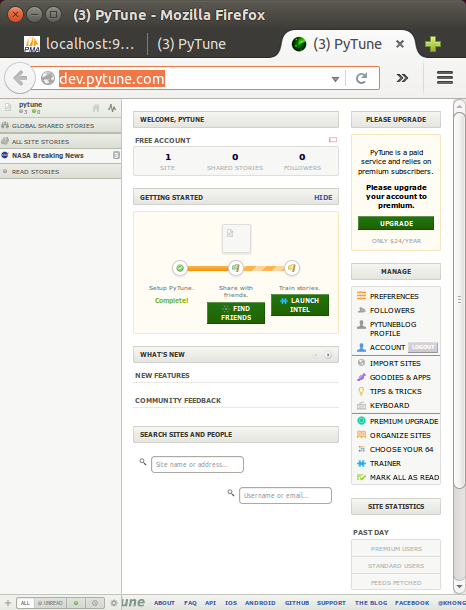 (3) PyTune - Mozilla Firefox
PMA
localhost:9...
(3) PyTune
(3) PyTune
dev.pytune.com
pytune
3 0
GLOBAL SHARED STORIES
ALL SITE STORIES
NASA Breaking News 3
READ STORIES
WELCOME, PYTUNE
FREE ACCOUNT
1 0 0
SITE SHARED STORIES FOLLOWERS
GETTING STARTED HIDE
Setup PyTune.
Complete!
Share with
friends.
FIND
FRIENDS
Train stories.
LAUNCH
INTEL
WHAT'S NEW
NEW FEATURES
COMMUNITY FEEDBACK
SEARCH SITES AND PEOPLE
Site name or address...
Username or email...
PLEASE UPGRADE
PyTune is a paid
service and relies on
premium subscribers.
Please upgrade
your account to
premium.
UPGRADE
ONLY $24/YEAR
MANAGE
PREFERENCES
FOLLOWERS
PYTUNEBLOG
PROFILE
ACCOUNT LOGOUT
IMPORT SITES
GOODIES & APPS
TIPS & TRICKS
KEYBOARD
PREMIUM UPGRADE
ORGANIZE SITES
CHOOSE YOUR 64
TRAINER
MARK ALL AS READ
SITE STATISTICS
PAST DAY
PREMIUM USERS
STANDARD USERS
FEEDS FETCHED
ALL UNREAD
une ABOUT FAQ API IOS ANDROID GITHUB SUPPORT THE BLOG FACEBOOK @KHONG